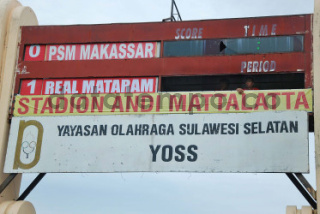 SCORE TIME
0 PSM MAKASSAR
PERIOD
1 REAL MATARAM
STADION ANDI MATTALATTA
YAYASAN OLAHRAGA SULAWESI SELATAN
YOSS